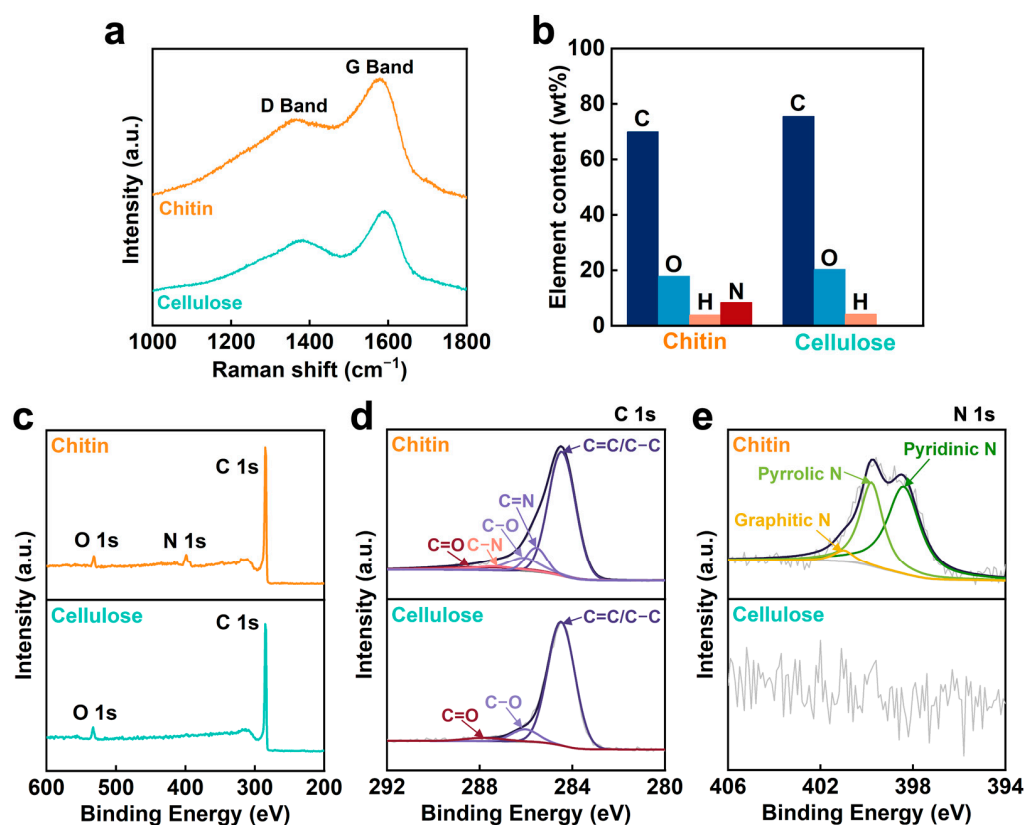 a
G Band
D Band
Chitin
Cellulose
Intensity (a.u.)
1000 1200 1400 1600 1800
Raman shift (cm⁻¹)
b
100
80
60
40
20
0
Element content (wt%)
C
O
H
N
C
O
H
Chitin
Cellulose
c
Chitin
C 1s
O 1s
N 1s
Cellulose
C 1s
O 1s
Intensity (a.u.)
600 500 400 300 200
Binding Energy (eV)
d
C 1s
Chitin
C=C/C−C
C=N
C−O
C=O
C−N
Cellulose
C=C/C−C
C−O
C=O
Intensity (a.u.)
292 288 284 280
Binding Energy (eV)
e
N 1s
Chitin
Pyridinic N
Pyrrolic N
Graphitic N
Cellulose
Intensity (a.u.)
406 402 398 394
Binding Energy (eV)